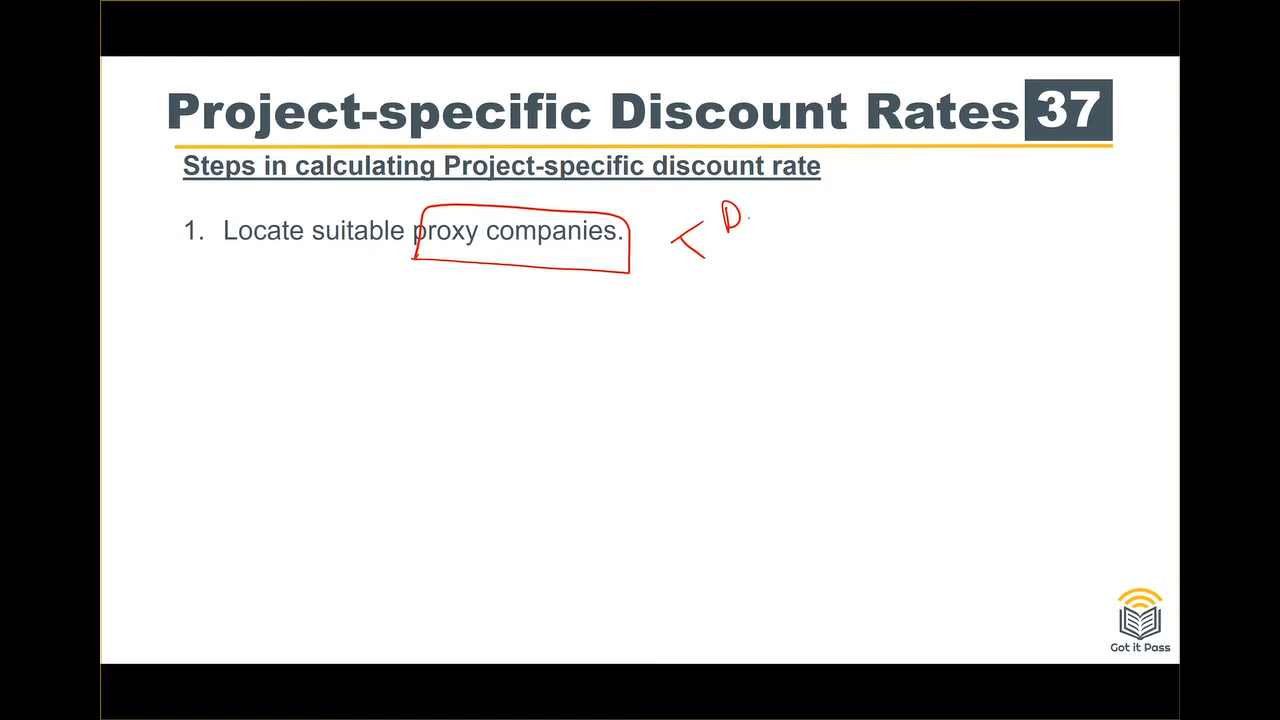 Project-specific Discount Rates 37
Steps in calculating Project-specific discount rate
1. Locate suitable proxy companies.
D
Got it Pass